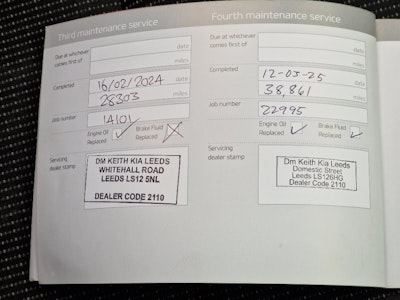 Third maintenance service
Due at whichever
comes first of
date
miles
Completed
16/02/2024
date
28303
miles
Job number
14101
Engine Oil
Replaced
Brake Fluid
Replaced
Servicing
dealer stamp
DM KEITH KIA LEEDS
WHITEHALL ROAD
LEEDS LS12 5NL
DEALER CODE 2110
Fourth maintenance service
Due at whichever
comes first of
date
miles
Completed
12-05-25
date
38,861
miles
Job number
22995
Engine Oil
Replaced
Brake Fluid
Replaced
Servicing
dealer stamp
Dm Keith Kia Leeds
Domestic Street
Leeds LS126HG
Dealer Code 2110